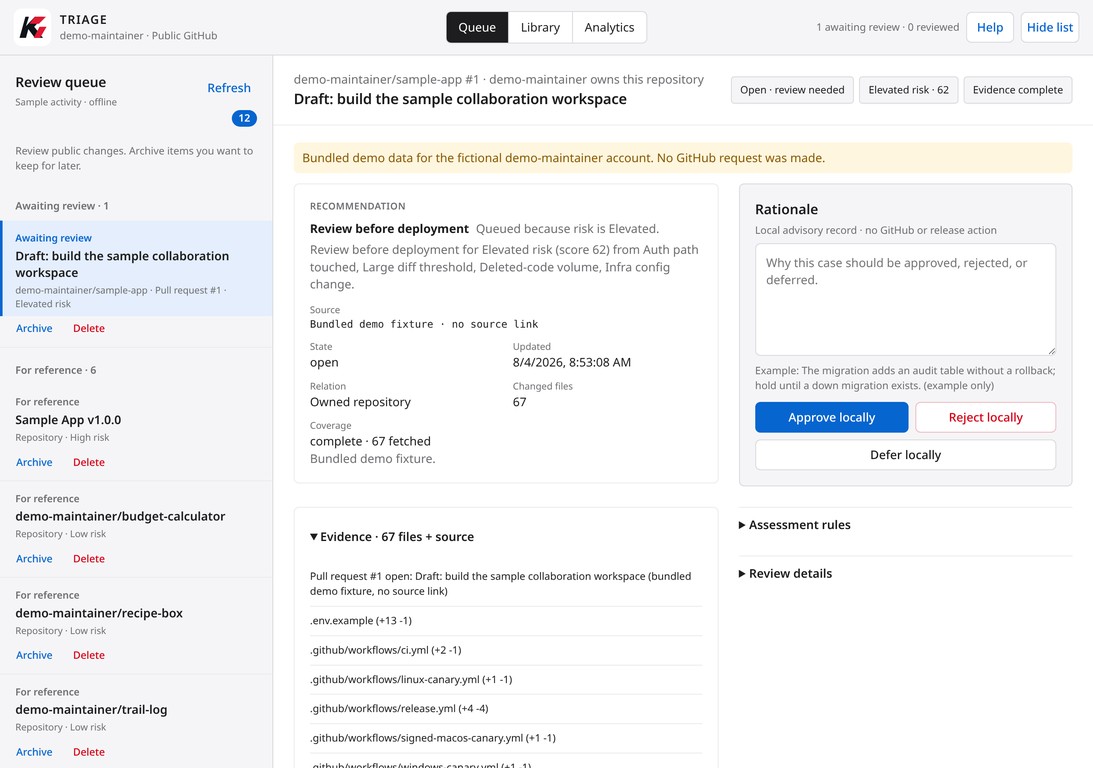 TRIAGE
demo-maintainer · Public GitHub
Queue
Library
Analytics
1 awaiting review · 0 reviewed
Help
Hide list
Review queue
Refresh
Sample activity · offline
12
Review public changes. Archive items you want to
keep for later.
Awaiting review · 1
Awaiting review
Draft: build the sample collaboration
workspace
demo-maintainer/sample-app · Pull request #1 ·
Elevated risk
Archive
Delete
For reference · 6
For reference
Sample App v1.0.0
Repository · High risk
Archive
Delete
For reference
demo-maintainer/budget-calculator
Repository · Low risk
Archive
Delete
For reference
demo-maintainer/recipe-box
Repository · Low risk
Archive
Delete
For reference
demo-maintainer/trail-log
Repository · Low risk
Archive
Delete
demo-maintainer/sample-app #1 · demo-maintainer owns this repository
Draft: build the sample collaboration workspace
Open · review needed
Elevated risk · 62
Evidence complete
Bundled demo data for the fictional demo-maintainer account. No GitHub request was made.
RECOMMENDATION
Review before deployment Queued because risk is Elevated.
Review before deployment for Elevated risk (score 62) from Auth path
touched, Large diff threshold, Deleted-code volume, Infra config
change.
Source
Bundled demo fixture · no source link
State
open
Updated
8/4/2026, 8:53:08 AM
Relation
Owned repository
Changed files
67
Coverage
complete · 67 fetched
Bundled demo fixture.
▼ Evidence · 67 files + source
Pull request #1 open: Draft: build the sample collaboration workspace (bundled
demo fixture, no source link)
.env.example (+13 -1)
.github/workflows/ci.yml (+2 -1)
.github/workflows/linux-canary.yml (+1 -1)
.github/workflows/release.yml (+4 -4)
.github/workflows/signed-macos-canary.yml (+1 -1)
.github/workflows/windows-canary.yml (+1 -1)
Rationale
Local advisory record · no GitHub or release action
Why this case should be approved, rejected, or
deferred.
Example: The migration adds an audit table without a rollback;
hold until a down migration exists. (example only)
Approve locally
Reject locally
Defer locally
▶ Assessment rules
▶ Review details